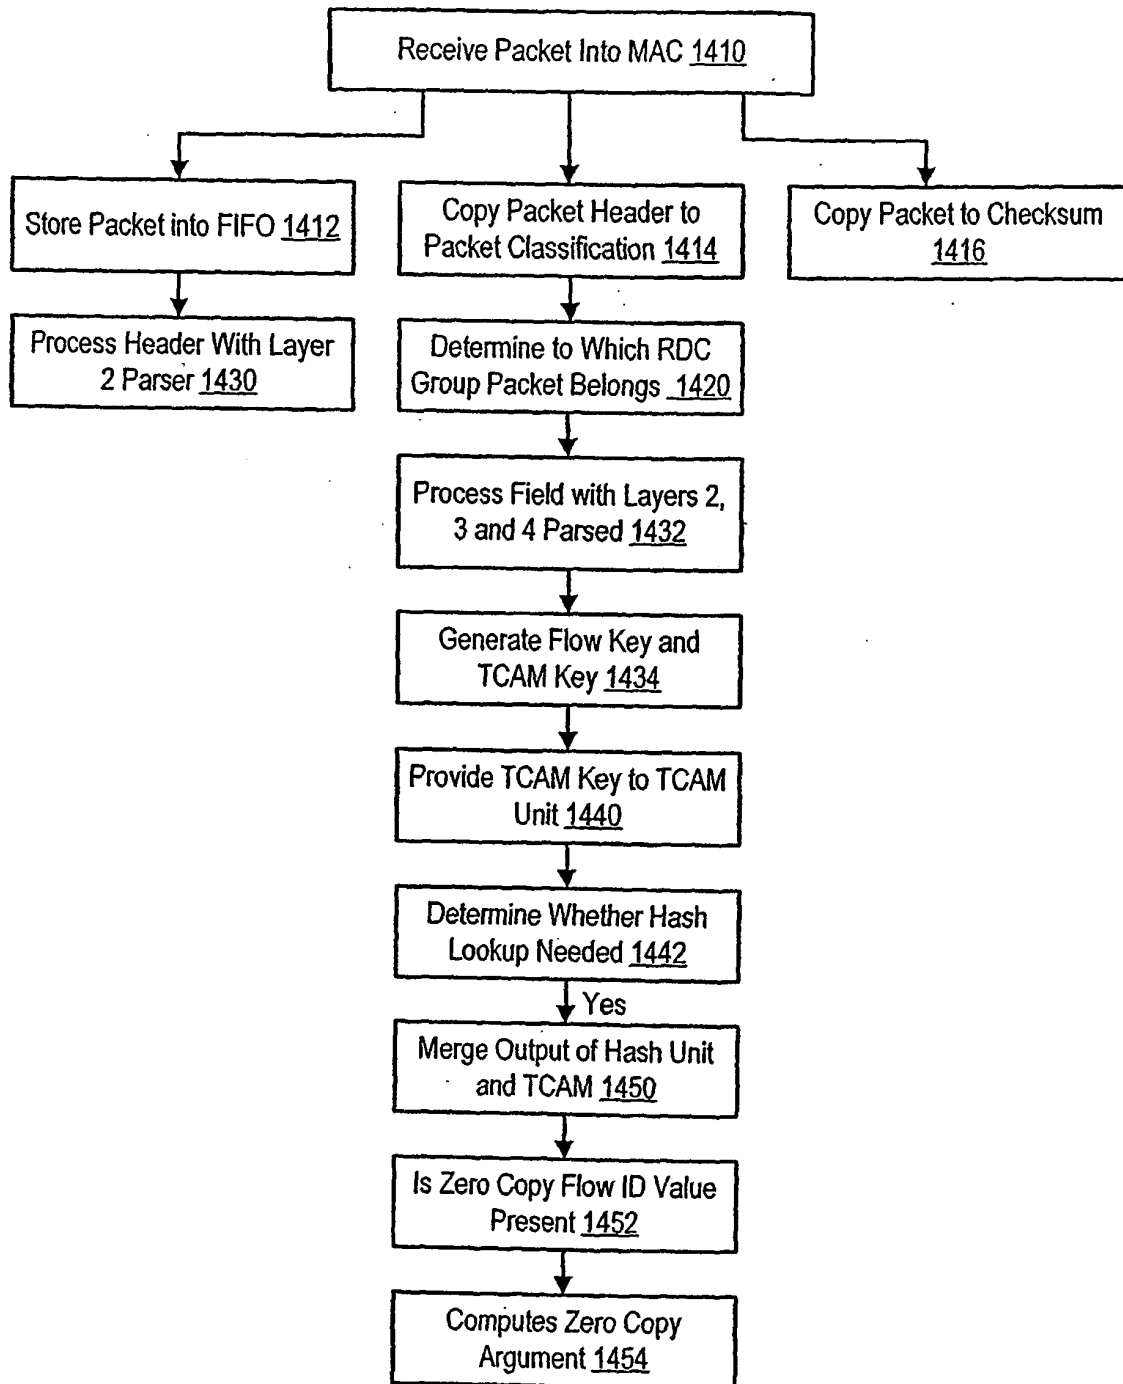 Receive Packet Into MAC 1410
Store Packet into FIFO 1412
Copy Packet Header to
Packet Classification 1414
Copy Packet to Checksum
1416
Process Header With Layer
2 Parser 1430
Determine to Which RDC
Group Packet Belongs 1420
Process Field with Layers 2,
3 and 4 Parsed 1432
Generate Flow Key and
TCAM Key 1434
Provide TCAM Key to TCAM
Unit 1440
Determine Whether Hash
Lookup Needed 1442
Yes
Merge Output of Hash Unit
and TCAM 1450
Is Zero Copy Flow ID Value
Present 1452
Computes Zero Copy
Argument 1454